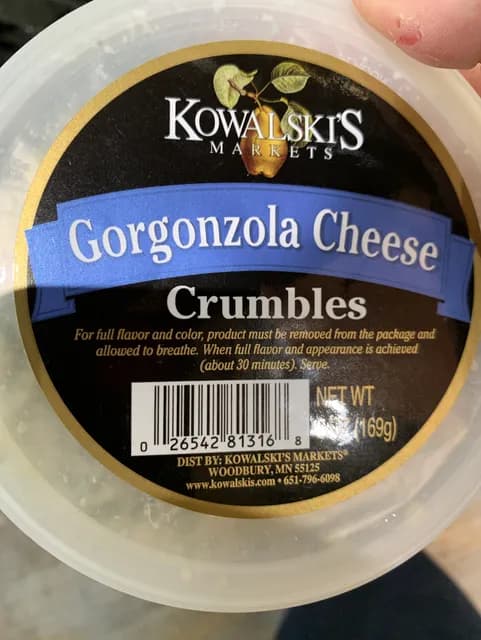 KOWALSKI'S
MARKETS
Gorgonzola Cheese
Crumbles
For full flavor and color, product must be removed from the package and
allowed to breathe. When full flavor and appearance is achieved
(about 30 minutes). Serve.
NET WT
(169g)
0 26542 81316 8
DIST BY: KOWALSKI'S MARKETS®
WOODBURY, MN 55125
www.kowalskis.com • 651-796-6098